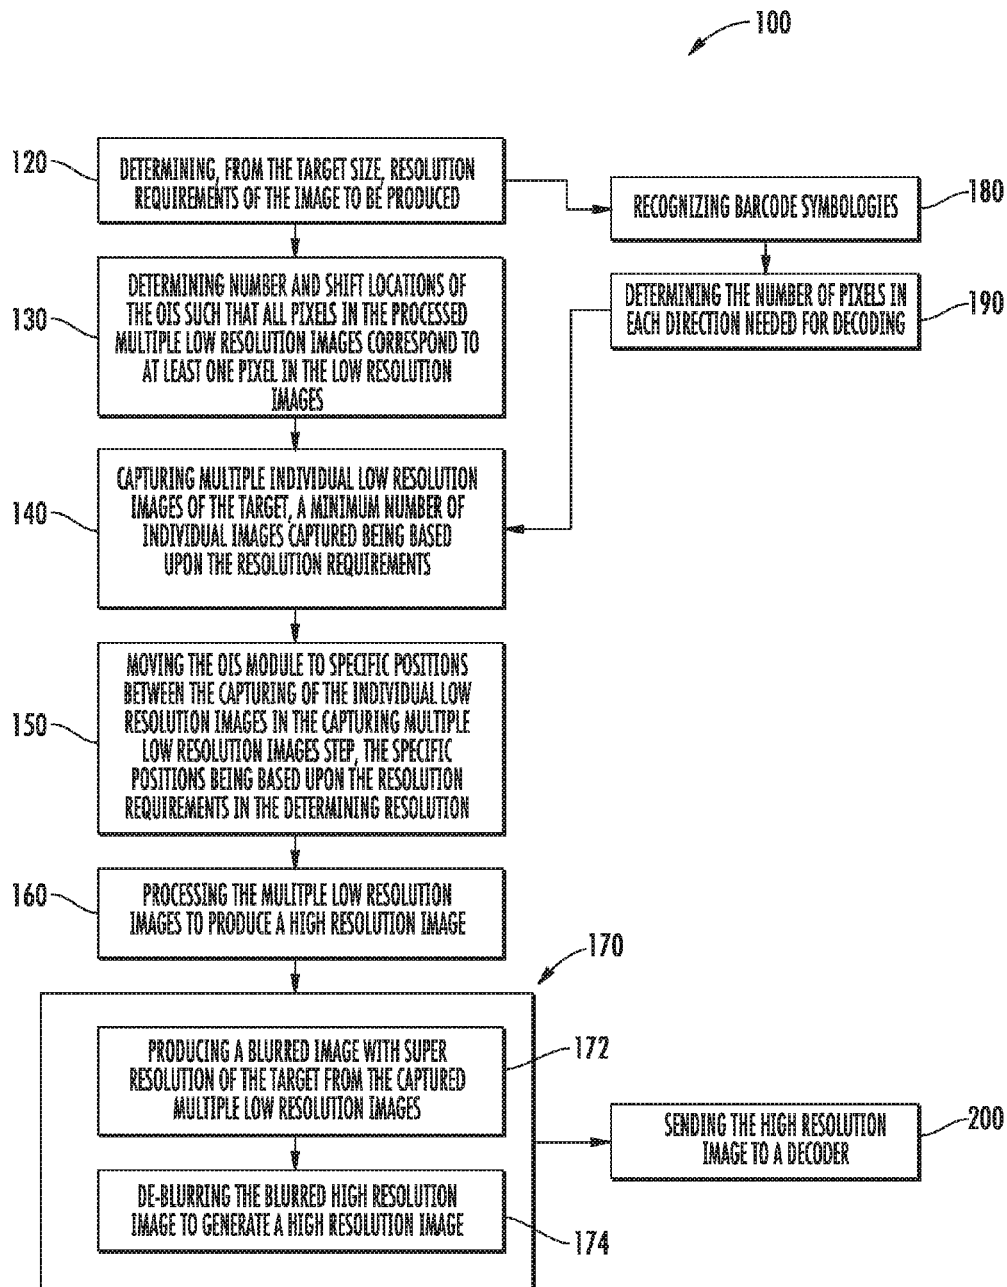 100
120
DETERMINING, FROM THE TARGET SIZE, RESOLUTION
REQUIREMENTS OF THE IMAGE TO BE PRODUCED
RECOGNIZING BARCODE SYMBOLOGIES
180
130
DETERMINING NUMBER AND SHIFT LOCATIONS OF
THE OIS SUCH THAT ALL PIXELS IN THE PROCESSED
MULTIPLE LOW RESOLUTION IMAGES CORRESPOND TO
AT LEAST ONE PIXEL IN THE LOW RESOLUTION
IMAGES
DETERMINING THE NUMBER OF PIXELS IN
EACH DIRECTION NEEDED FOR DECODING
190
140
CAPTURING MULTIPLE INDIVIDUAL LOW RESOLUTION
IMAGES OF THE TARGET, A MINIMUM NUMBER OF
INDIVIDUAL IMAGES CAPTURED BEING BASED
UPON THE RESOLUTION REQUIREMENTS
150
MOVING THE OIS MODULE TO SPECIFIC POSITIONS
BETWEEN THE CAPTURING OF THE INDIVIDUAL LOW
RESOLUTION IMAGES IN THE CAPTURING MULTIPLE
LOW RESOLUTION IMAGES STEP, THE SPECIFIC
POSITIONS BEING BASED UPON THE RESOLUTION
REQUIREMENTS IN THE DETERMINING RESOLUTION
160
PROCESSING THE MULITPLE LOW RESOLUTION
IMAGES TO PRODUCE A HIGH RESOLUTION IMAGE
170
PRODUCING A BLURRED IMAGE WITH SUPER
RESOLUTION OF THE TARGET FROM THE CAPTURED
MULTIPLE LOW RESOLUTION IMAGES
172
DE-BLURRING THE BLURRED HIGH RESOLUTION
IMAGE TO GENERATE A HIGH RESOLUTION IMAGE
174
SENDING THE HIGH RESOLUTION
IMAGE TO A DECODER
200